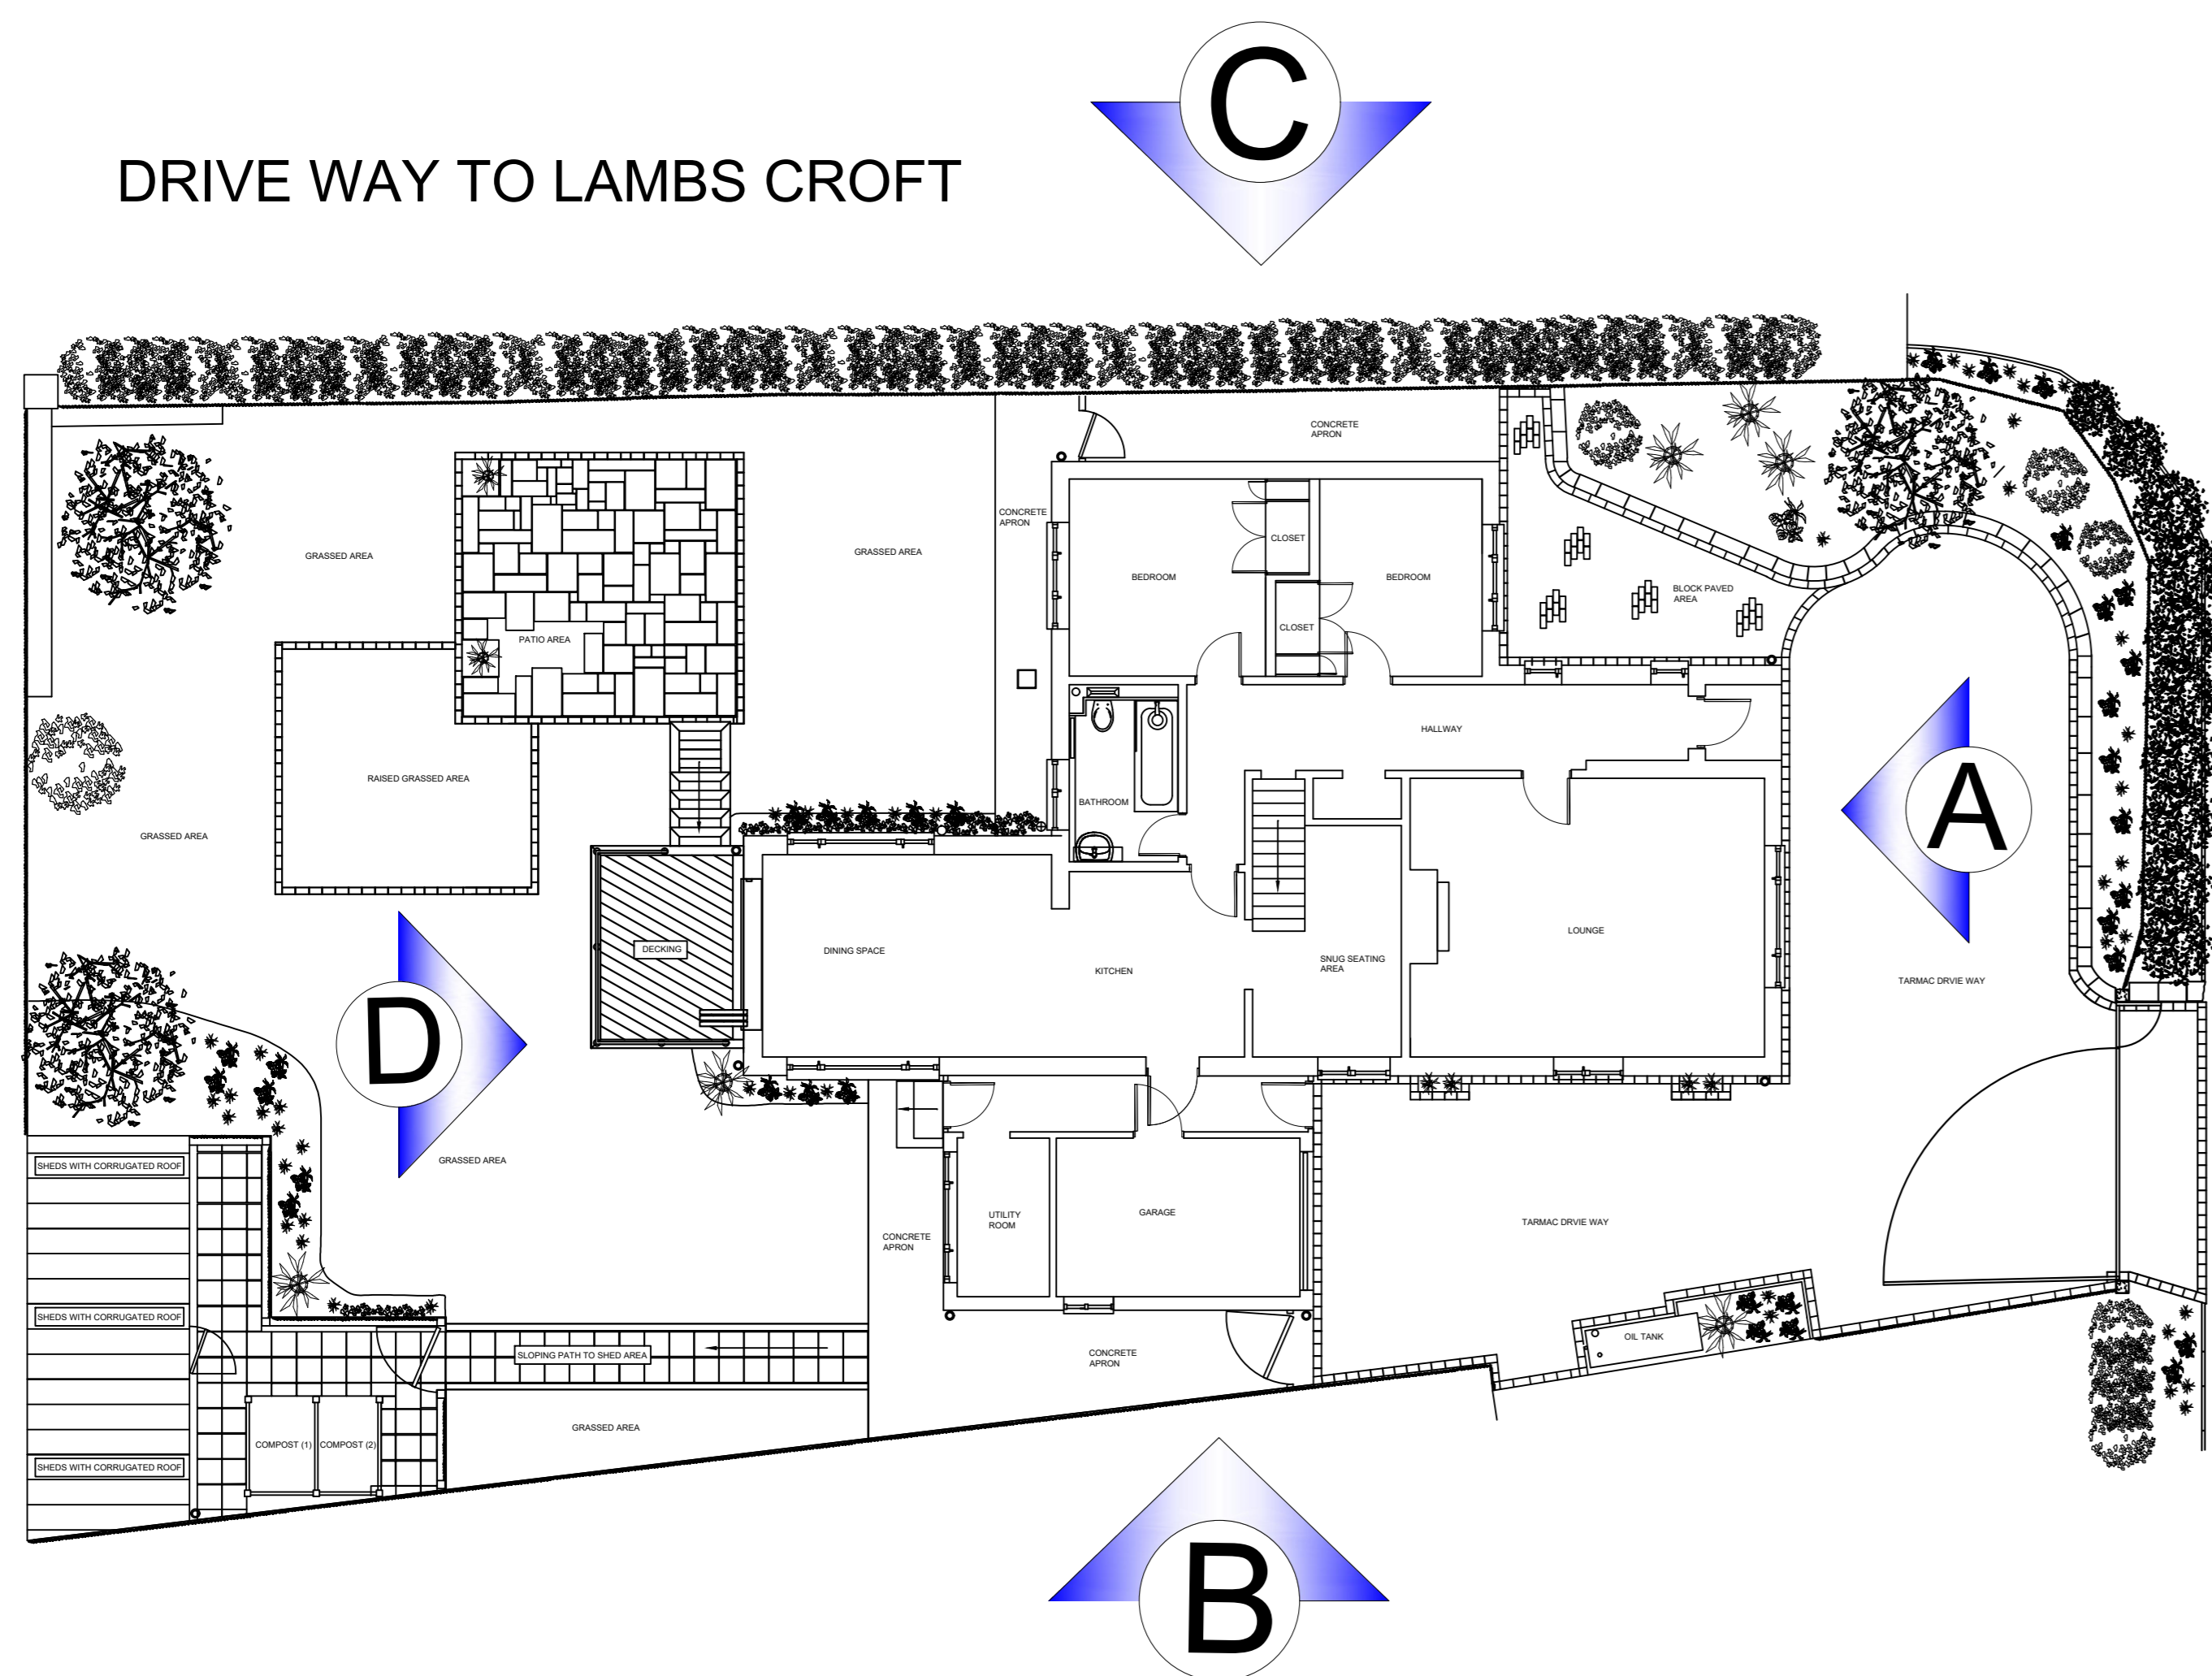 C
DRIVE WAY TO LAMBS CROFT
CONCRETE
APRON
CONCRETE
APRON
CLOSET
GRASSED AREA
GRASSED AREA
BEDROOM
BEDROOM
BLOCK PAVED
AREA
CLOSET
PATIO AREA
HALLWAY
RAISED GRASSED AREA
BATHROOM
A
GRASSED AREA
LOUNGE
DECKING
DINING SPACE
SNUG SEATING
AREA
KITCHEN
TARMAC DRVIE WAY
D
GRASSED AREA
SHEDS WITH CORRUGATED ROOF
UTILITY
ROOM
GARAGE
TARMAC DRVIE WAY
CONCRETE
APRON
SHEDS WITH CORRUGATED ROOF
OIL TANK
SLOPING PATH TO SHED AREA
CONCRETE
APRON
GRASSED AREA
COMPOST (1)
COMPOST (2)
SHEDS WITH CORRUGATED ROOF
B